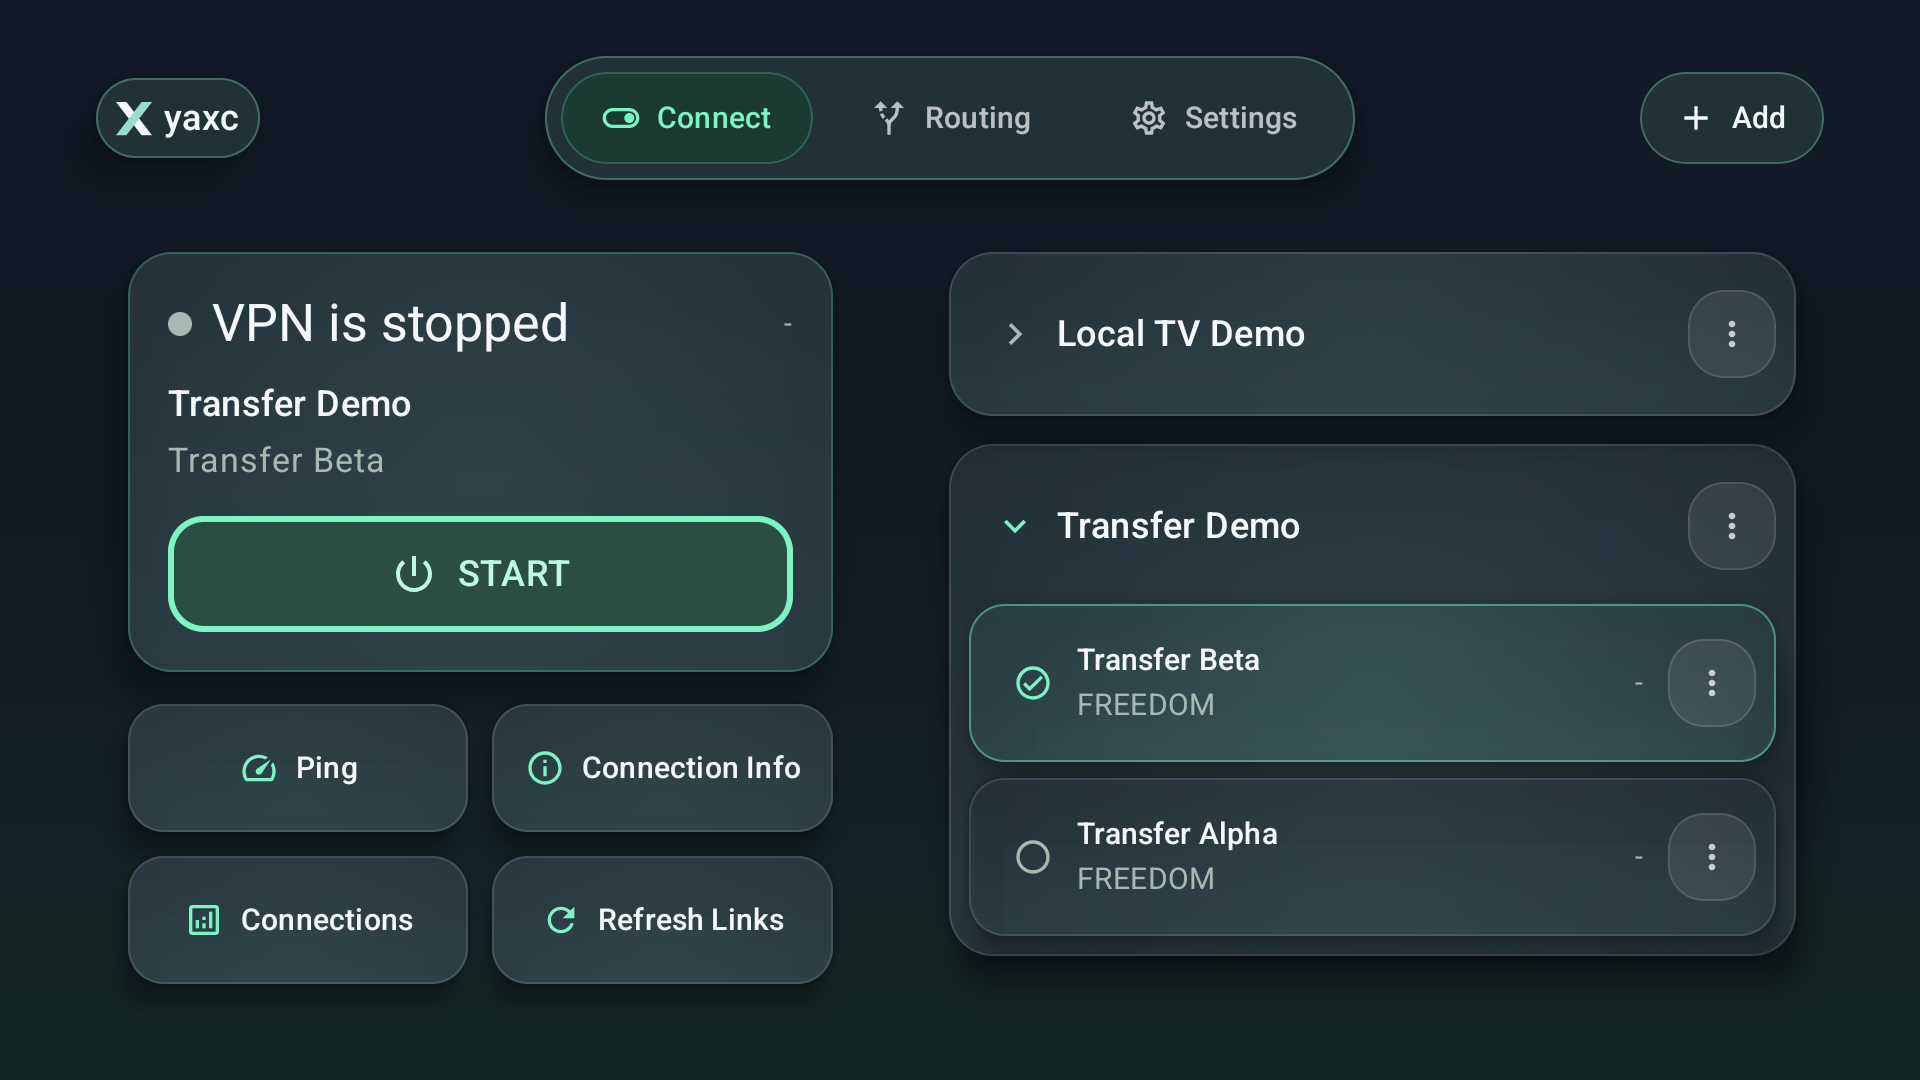 yaxc
Connect
Routing
Settings
Add
VPN is stopped
-
Transfer Demo
Transfer Beta
START
Ping
Connection Info
Connections
Refresh Links
Local TV Demo
Transfer Demo
Transfer Beta
FREEDOM
-
Transfer Alpha
FREEDOM
-